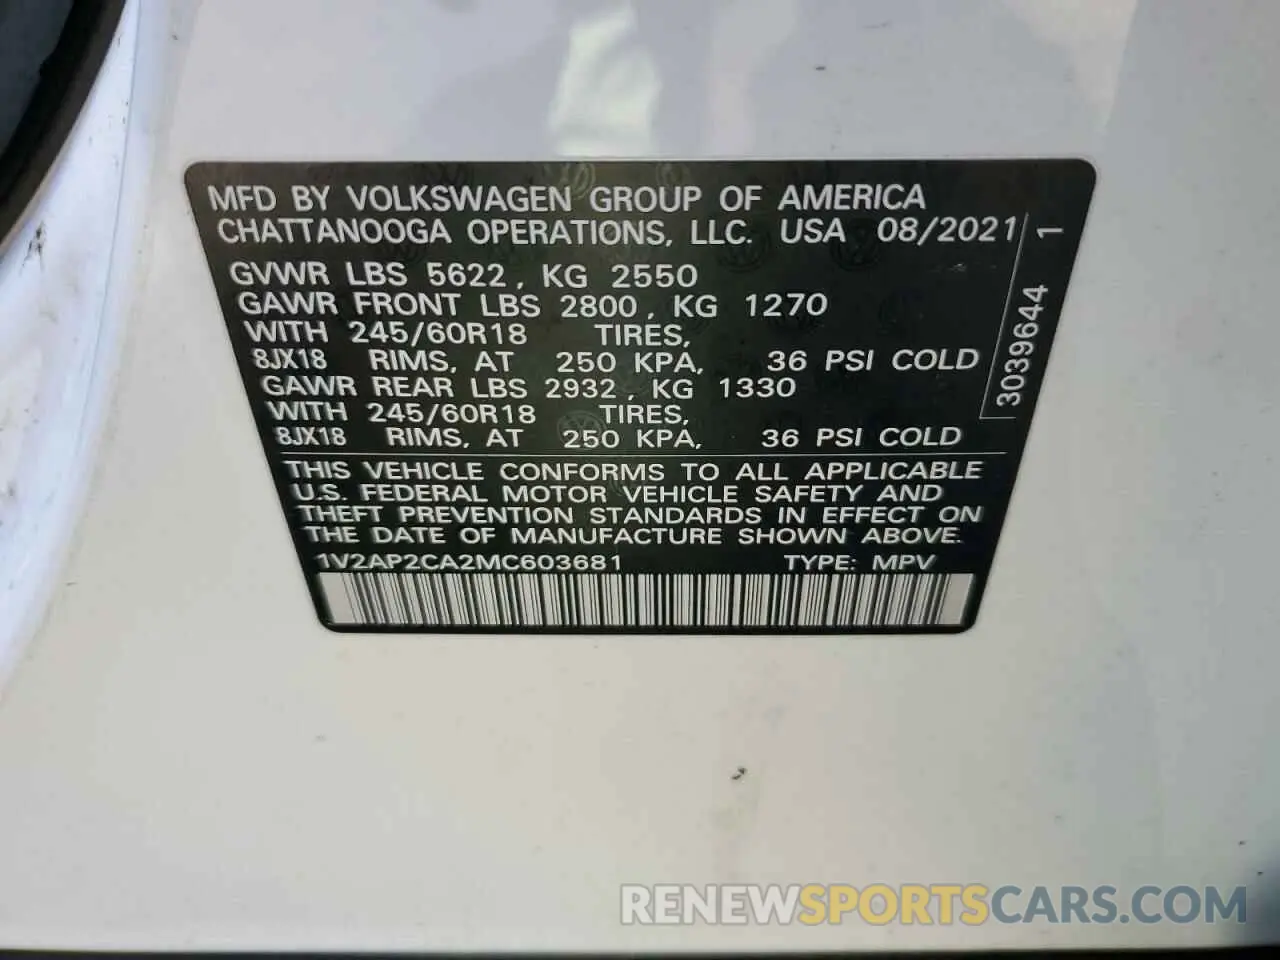 MFD BY VOLKSWAGEN GROUP OF AMERICA
CHATTANOOGA OPERATIONS, LLC. USA 08/2021
GVWR LBS 5622, KG 2550
GAWR FRONT LBS 2800, KG 1270
WITH 245/60R18 TIRES,
8JX18 RIMS, AT 250 KPA, 36 PSI COLD
GAWR REAR LBS 2932, KG 1330
WITH 245/60R18 TIRES,
8JX18 RIMS, AT 250 KPA, 36 PSI COLD
3039644 1
THIS VEHICLE CONFORMS TO ALL APPLICABLE
U.S. FEDERAL MOTOR VEHICLE SAFETY AND
THEFT PREVENTION STANDARDS IN EFFECT ON
THE DATE OF MANUFACTURE SHOWN ABOVE.
1V2AP2CA2MC603681 TYPE: MPV
RENEWSPORTSCARS.COM